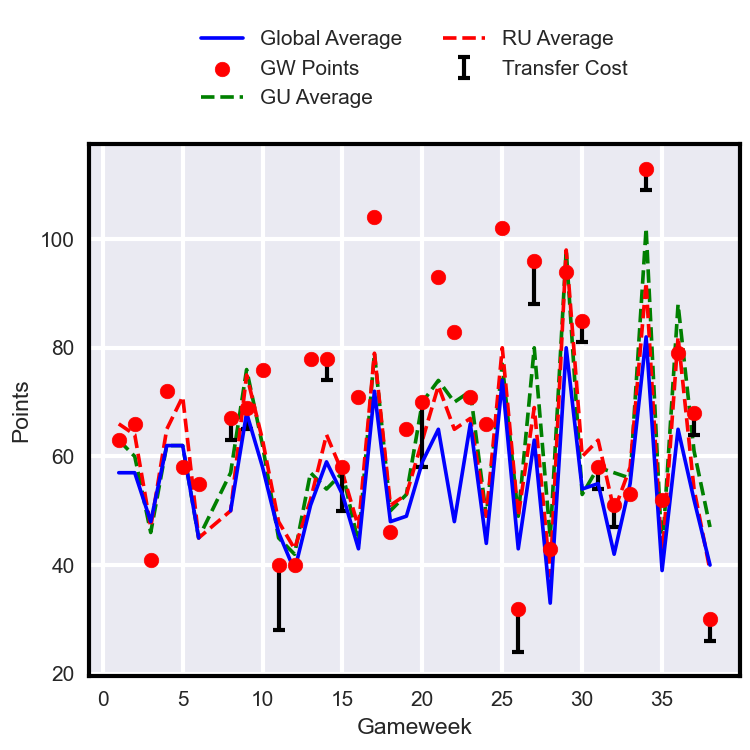 Global Average
GW Points
GU Average
RU Average
Transfer Cost
Points
100
80
60
40
20
0 5 10 15 20 25 30 35
Gameweek